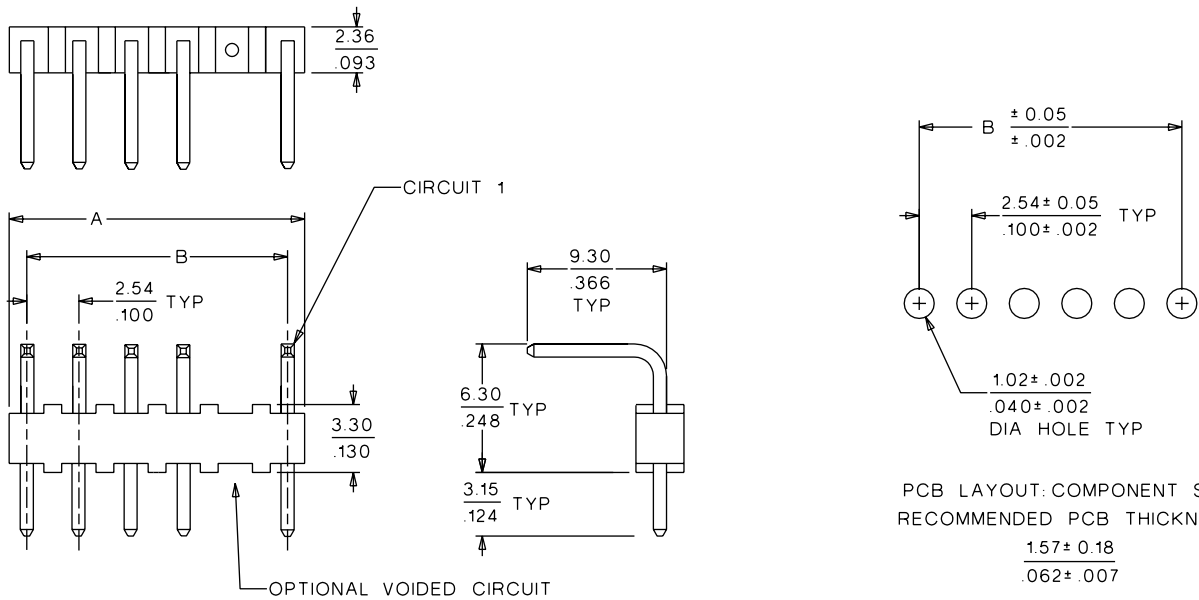 2.36
.093
CIRCUIT 1
A
B
2.54
.100
TYP
3.30
.130
OPTIONAL VOIDED CIRCUIT
9.30
.366
TYP
6.30
.248
TYP
3.15
.124
TYP
B
± 0.05
± .002
2.54± 0.05
.100± .002
TYP
1.02± .002
.040± .002
DIA HOLE TYP
PCB LAYOUT: COMPONENT S
RECOMMENDED PCB THICKN
1.57± 0.18
.062± .007